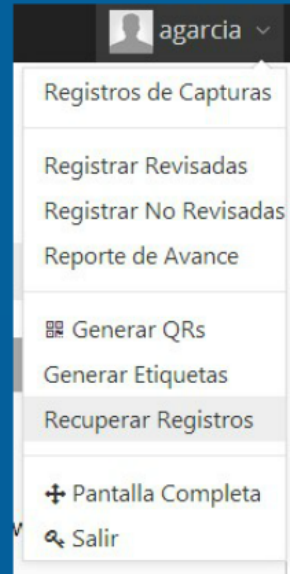 agarcia
Registros de Capturas
Registrar Revisadas
Registrar No Revisadas
Reporte de Avance
Generar QRs
Generar Etiquetas
Recuperar Registros
Pantalla Completa
Salir